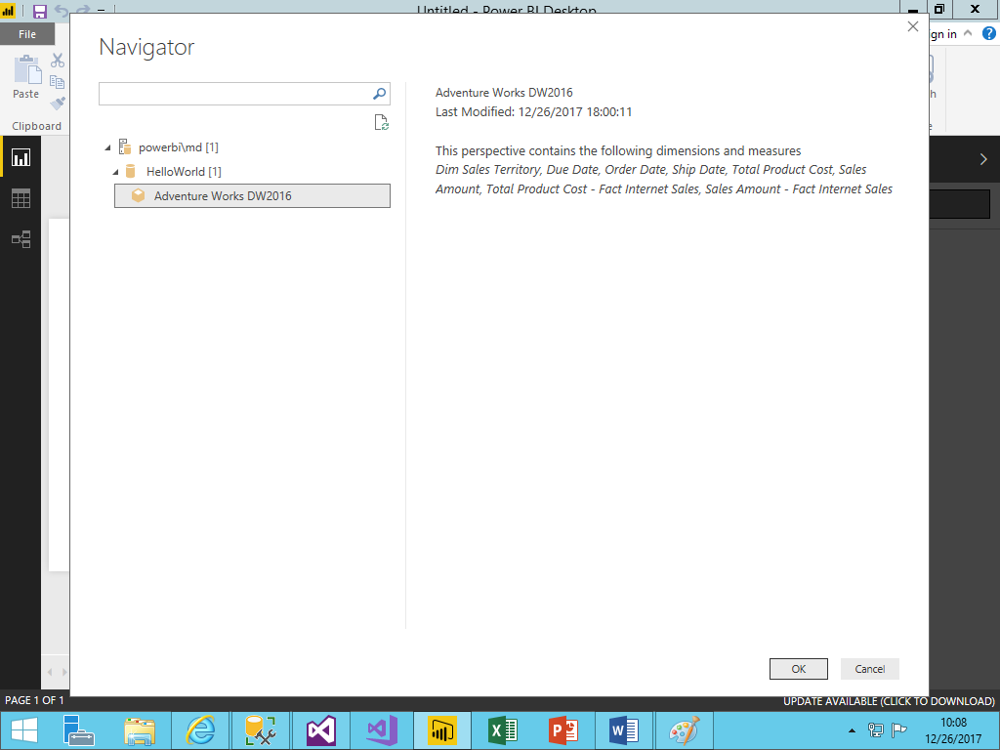 Untitled - Power BI Desktop
File
gn in
?
Paste
Clipboard
Navigator
powerbi\md [1]
HelloWorld [1]
Adventure Works DW2016
Adventure Works DW2016
Last Modified: 12/26/2017 18:00:11
This perspective contains the following dimensions and measures
Dim Sales Territory, Due Date, Order Date, Ship Date, Total Product Cost, Sales
Amount, Total Product Cost - Fact Internet Sales, Sales Amount - Fact Internet Sales
OK
Cancel
PAGE 1 OF 1
UPDATE AVAILABLE (CLICK TO DOWNLOAD)
10:08
12/26/2017